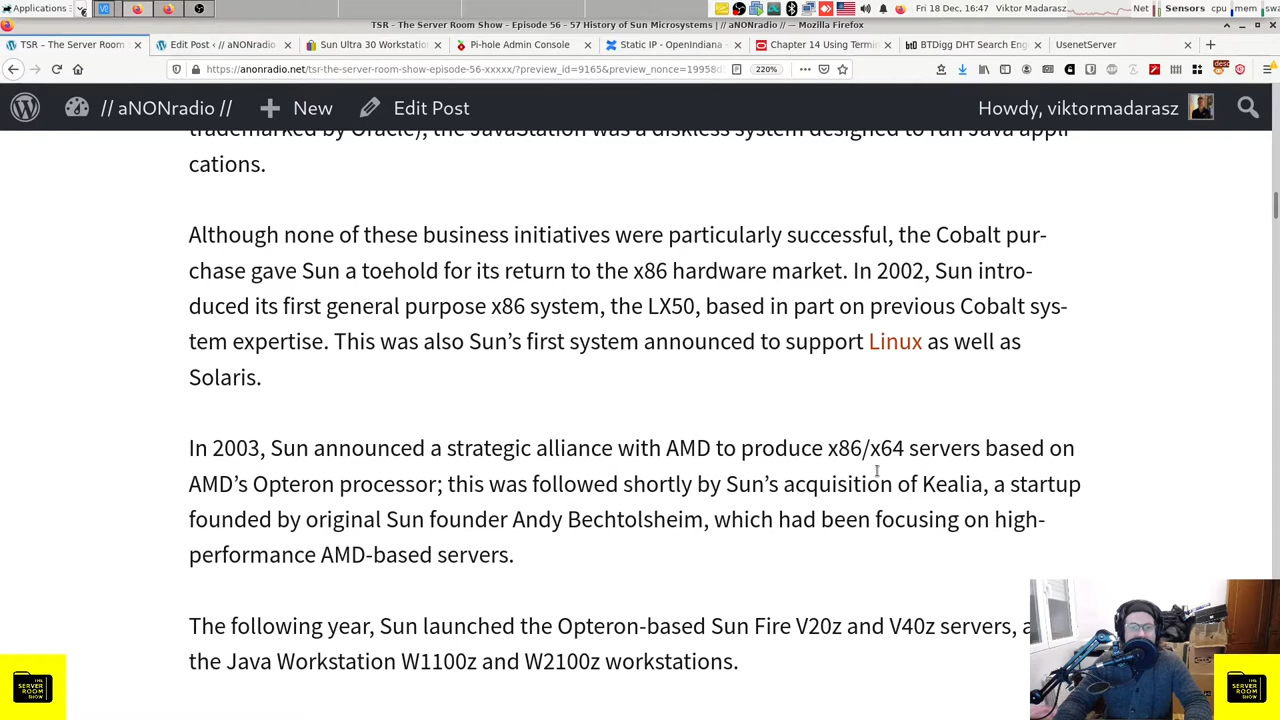 Applications
Fri 18 Dec, 16:47 Viktor Madarasz
Net
Sensors
cpu
mem
swa
TSR - The Server Room Show - Episode 56 - 57 History of Sun Microsystems | // aNONradio // — Mozilla Firefox
TSR - The Server Room
Edit Post ‹ // aNONradio
Sun Ultra 30 Workstatio
Pi-hole Admin Console
Static IP - OpenIndiana -
Chapter 14 Using Termin
BTDigg DHT Search Eng
UsenetServer
https://anonradio.net/tsr-the-server-room-show-episode-56-xxxxx/?preview_id=9165&preview_nonce=19958d
220%
// aNONradio //
New
Edit Post
Howdy, viktormadarasz
trademarked by Oracle), the JavaStation was a diskless system designed to run Java appli-
cations.
Although none of these business initiatives were particularly successful, the Cobalt pur-
chase gave Sun a toehold for its return to the x86 hardware market. In 2002, Sun intro-
duced its first general purpose x86 system, the LX50, based in part on previous Cobalt sys-
tem expertise. This was also Sun’s first system announced to support Linux as well as
Solaris.
In 2003, Sun announced a strategic alliance with AMD to produce x86/x64 servers based on
AMD’s Opteron processor; this was followed shortly by Sun’s acquisition of Kealia, a startup
founded by original Sun founder Andy Bechtolsheim, which had been focusing on high-
performance AMD-based servers.
The following year, Sun launched the Opteron-based Sun Fire V20z and V40z servers, a
the Java Workstation W1100z and W2100z workstations.
THE
SERVER
ROOM
SHOW
THE
SERVER
ROOM
SHOW